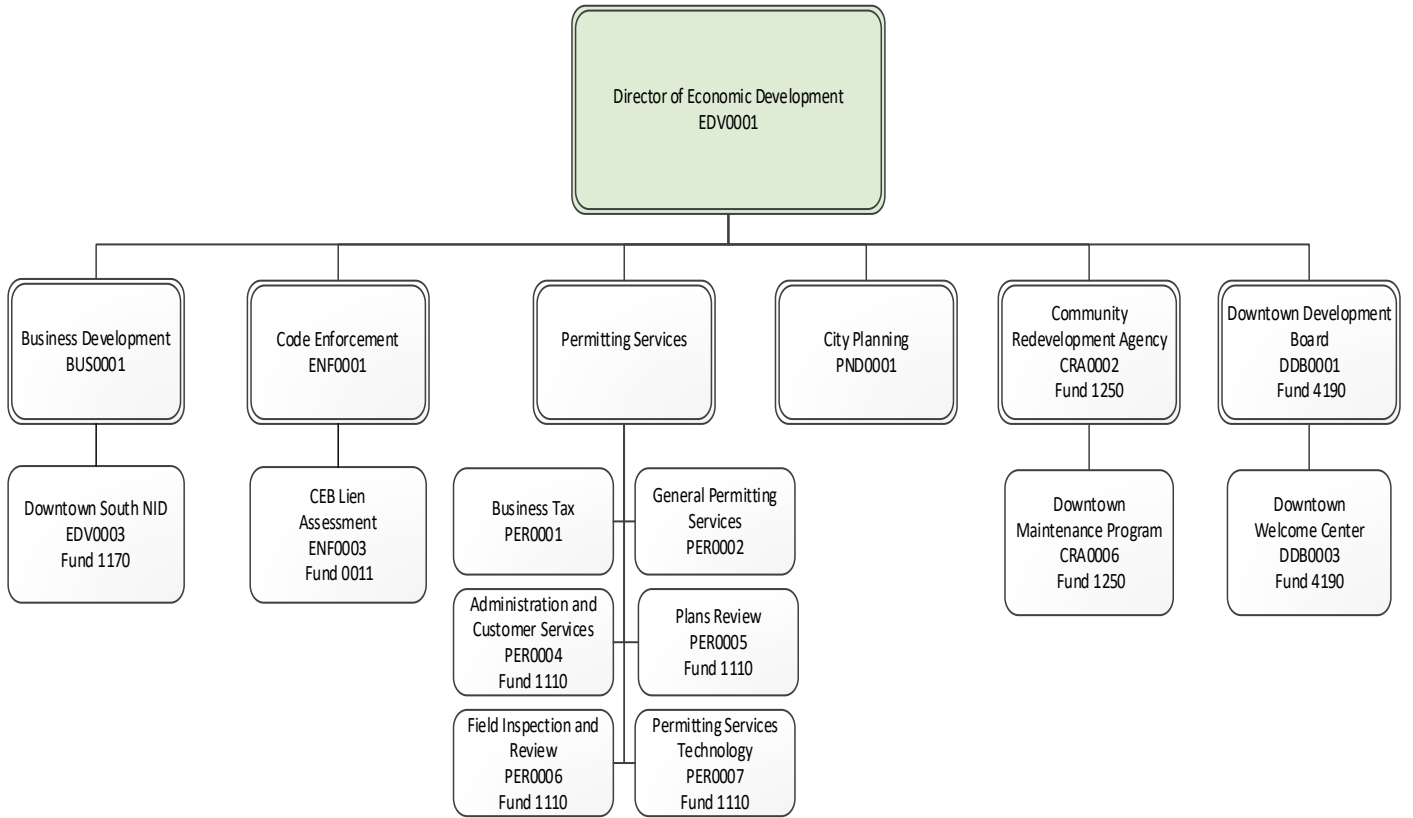 Director of Economic Development
EDV0001
Business Development
BUS0001
Code Enforcement
ENF0001
Permitting Services
City Planning
PND0001
Community
Redevelopment Agency
CRA0002
Fund 1250
Downtown Development
Board
DDB0001
Fund 4190
Downtown South NID
EDV0003
Fund 1170
CEB Lien
Assessment
ENF0003
Fund 0011
Business Tax
PER0001
General Permitting
Services
PER0002
Administration and
Customer Services
PER0004
Fund 1110
Plans Review
PER0005
Fund 1110
Field Inspection and
Review
PER0006
Fund 1110
Permitting Services
Technology
PER0007
Fund 1110
Downtown
Maintenance Program
CRA0006
Fund 1250
Downtown
Welcome Center
DDB0003
Fund 4190